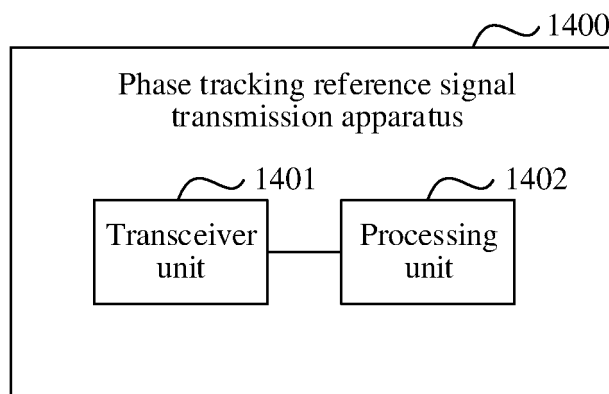 1400
Phase tracking reference signal
transmission apparatus
1401
1402
Transceiver
unit
Processing
unit